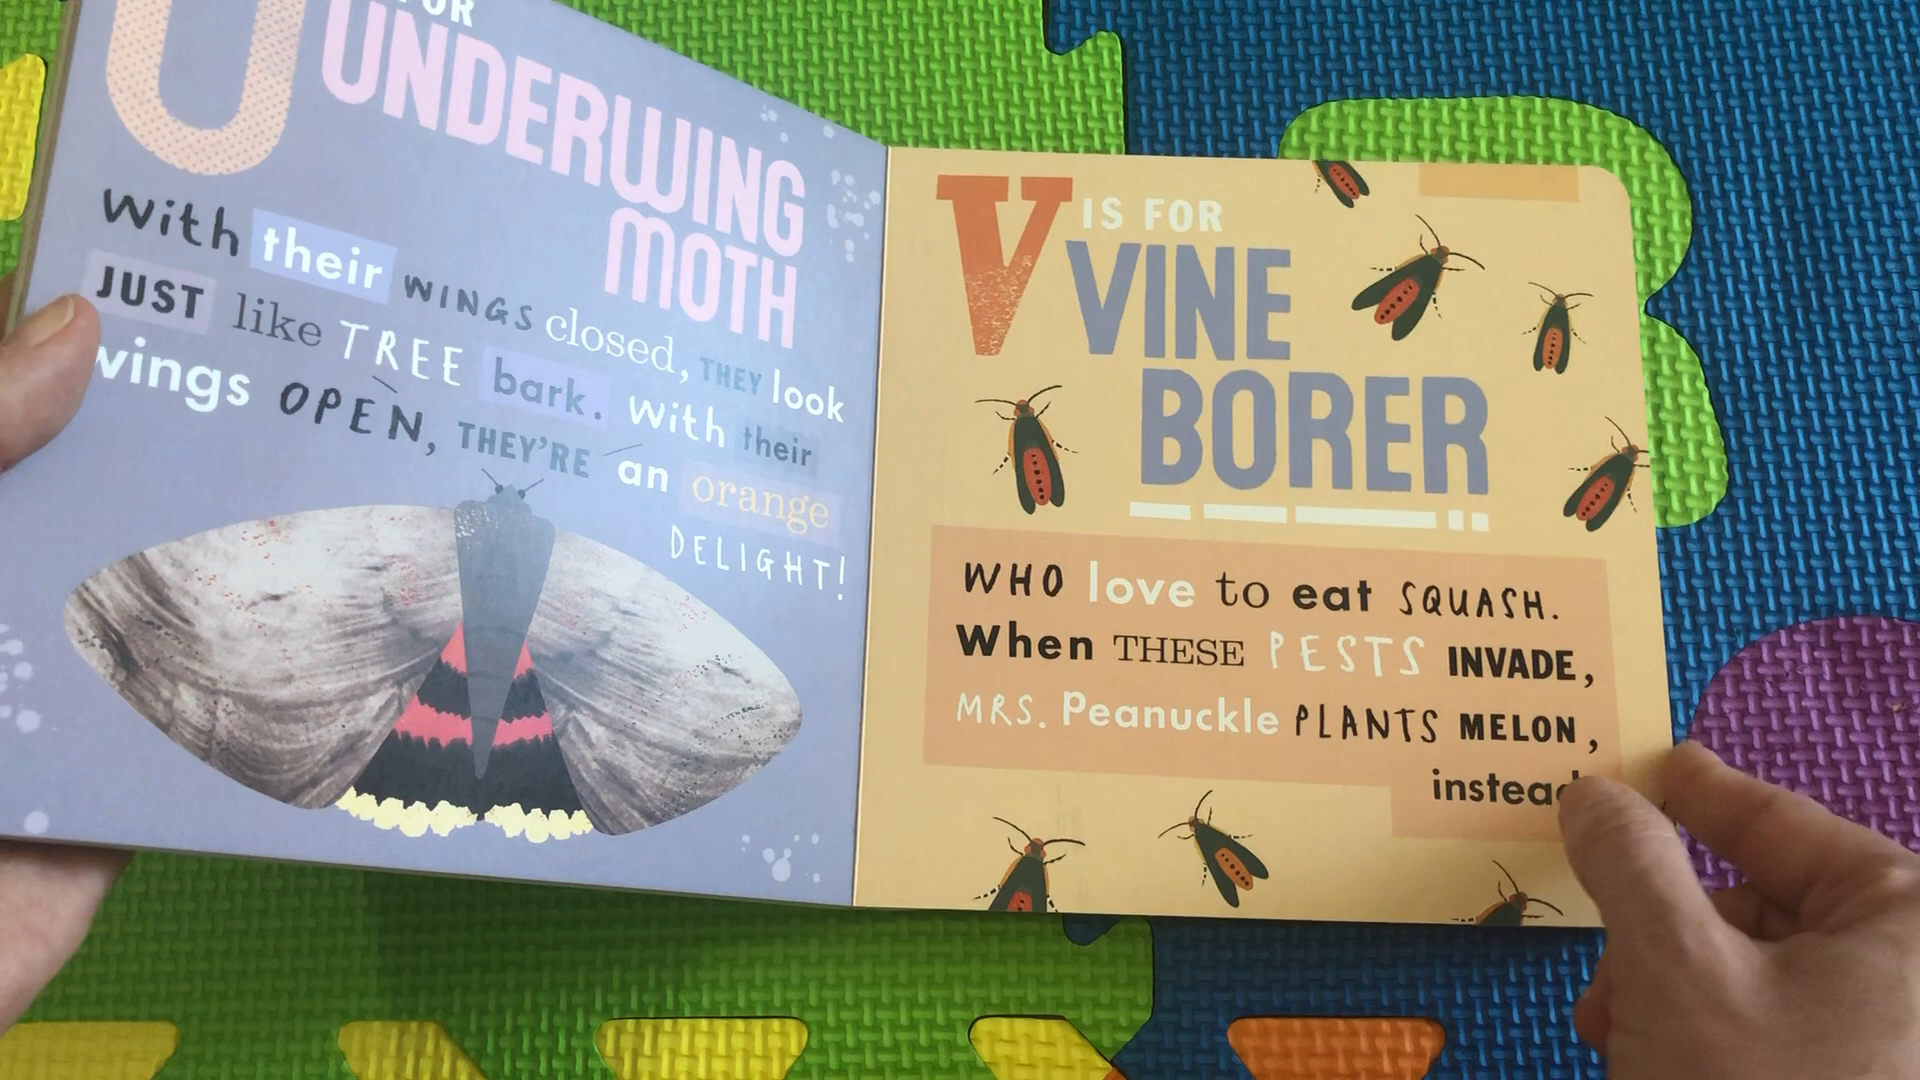 U FOR
UNDERWING
MOTH
With their WINGS closed, THEY look
JUST like TREE bark. With their
wings OPEN, THEY'RE an orange
DELIGHT!
V IS FOR
VINE
BORER
WHO love to eat SQUASH.
When THESE PESTS INVADE,
MRS. Peanuckle PLANTS MELON,
instead